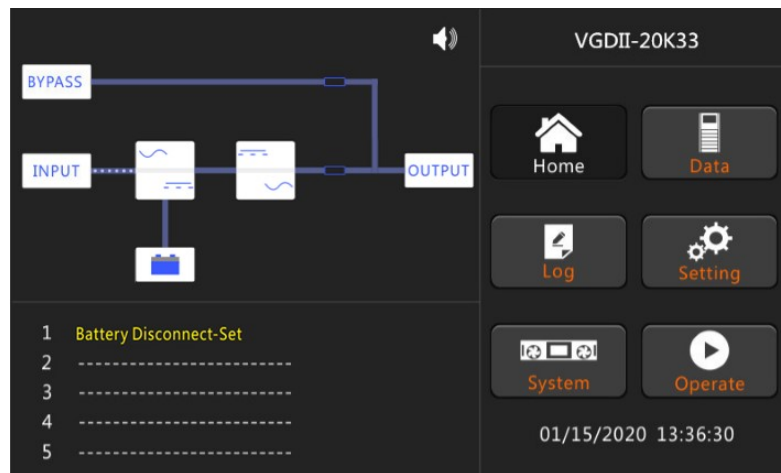 VGDII-20K33
BYPASS
INPUT
OUTPUT
Home
Data
Log
Setting
System
Operate
1 Battery Disconnect-Set
2 ------------------------
3 ------------------------
4 ------------------------
5 ------------------------
01/15/2020 13:36:30